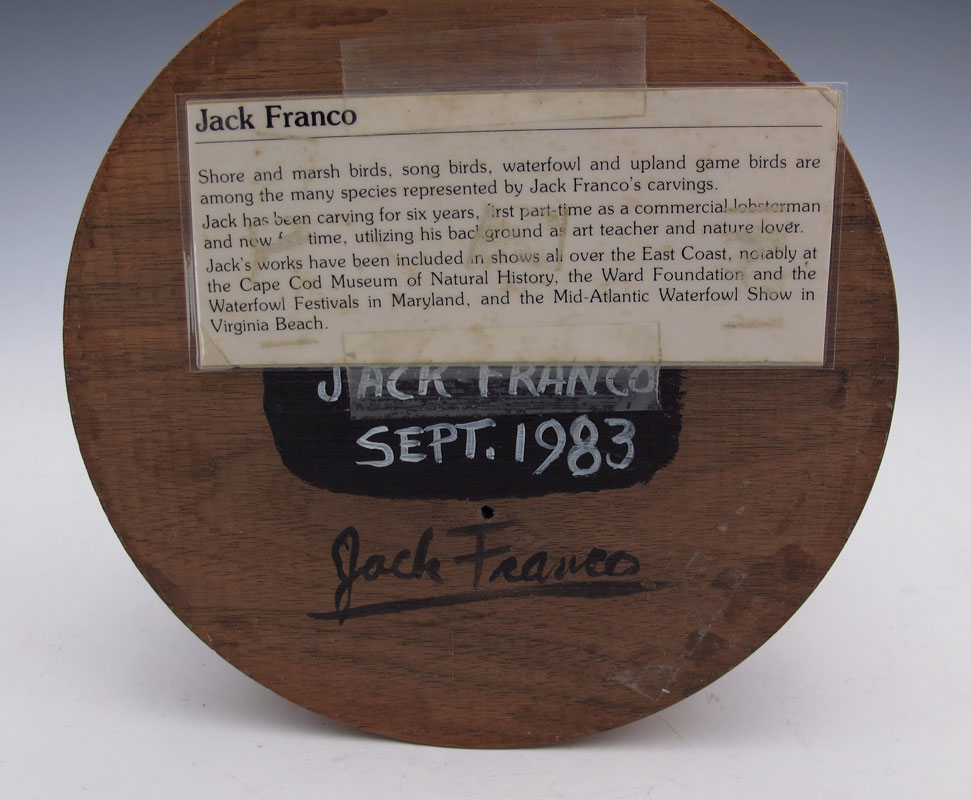 Jack Franco
Shore and marsh birds, song birds, waterfowl and upland game birds are
among the many species represented by Jack Franco's carvings.
Jack has been carving for six years, first part-time as a commercial lobsterman
and now full time, utilizing his background as art teacher and nature lover.
Jack's works have been included in shows all over the East Coast, notably at
the Cape Cod Museum of Natural History, the Ward Foundation and the
Waterfowl Festivals in Maryland, and the Mid-Atlantic Waterfowl Show in
Virginia Beach.
JACK FRANCO
SEPT. 1983
Jack Franco